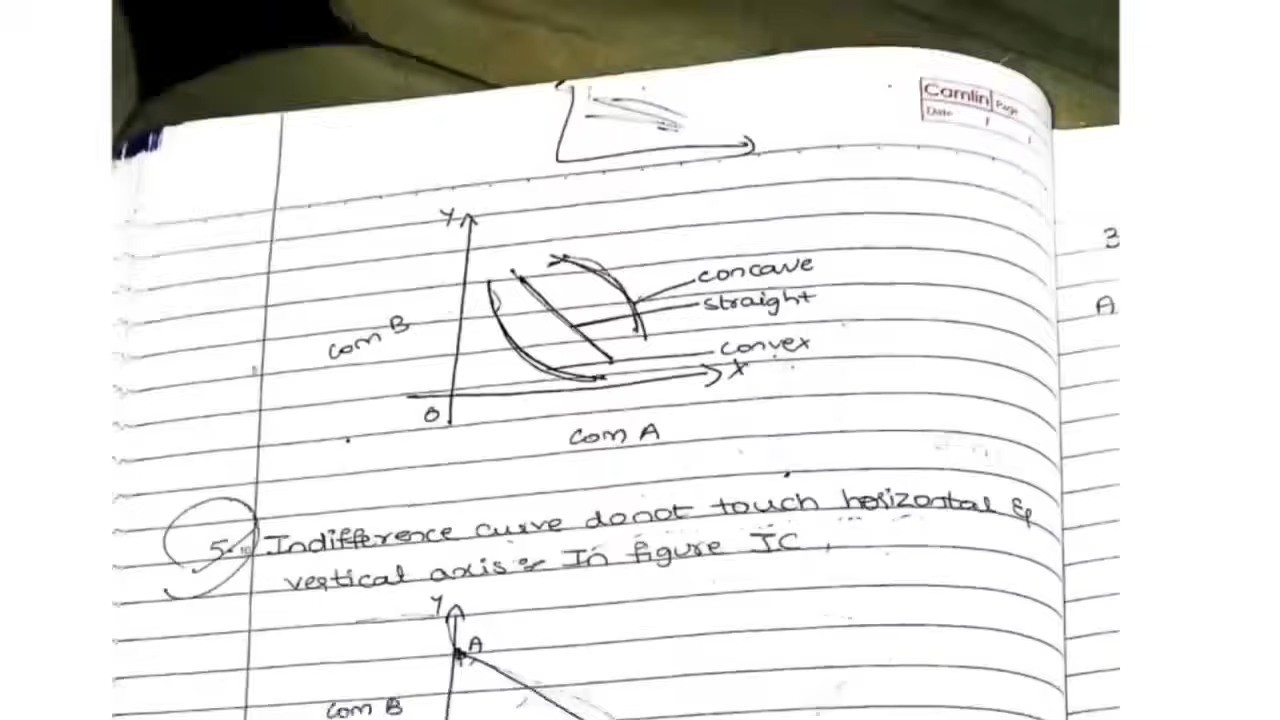 Camlin Page
Date / /
3
Y
concave
straight
A
com B
convex
X
O
com A
5. Indifference curve donot touch horizontal &
vertical axis:- In figure IC,
Y
A
com B